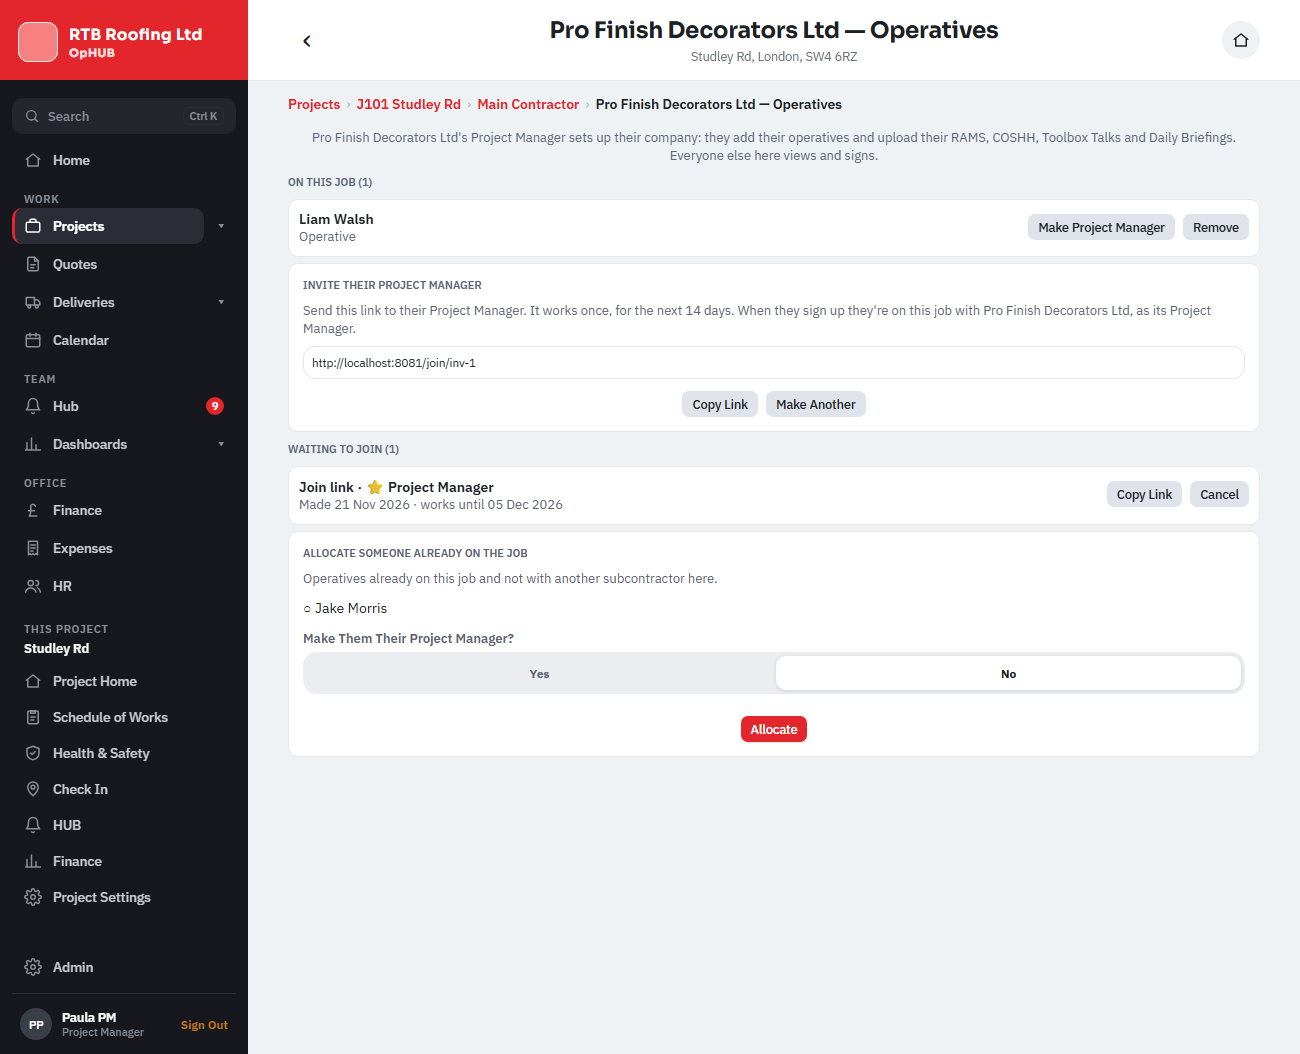 RTB Roofing Ltd
OpHUB
Search
Ctrl K
Home
WORK
Projects
Quotes
Deliveries
Calendar
TEAM
Hub
9
Dashboards
OFFICE
Finance
Expenses
HR
THIS PROJECT
Studley Rd
Project Home
Schedule of Works
Health & Safety
Check In
HUB
Finance
Project Settings
Admin
PP
Paula PM
Project Manager
Sign Out
Pro Finish Decorators Ltd — Operatives
Studley Rd, London, SW4 6RZ
Projects › J101 Studley Rd › Main Contractor › Pro Finish Decorators Ltd — Operatives
Pro Finish Decorators Ltd's Project Manager sets up their company: they add their operatives and upload their RAMS, COSHH, Toolbox Talks and Daily Briefings.
Everyone else here views and signs.
ON THIS JOB (1)
Liam Walsh
Operative
Make Project Manager
Remove
INVITE THEIR PROJECT MANAGER
Send this link to their Project Manager. It works once, for the next 14 days. When they sign up they're on this job with Pro Finish Decorators Ltd, as its Project
Manager.
http://localhost:8081/join/inv-1
Copy Link
Make Another
WAITING TO JOIN (1)
Join link · ⭐ Project Manager
Made 21 Nov 2026 · works until 05 Dec 2026
Copy Link
Cancel
ALLOCATE SOMEONE ALREADY ON THE JOB
Operatives already on this job and not with another subcontractor here.
○ Jake Morris
Make Them Their Project Manager?
Yes
No
Allocate